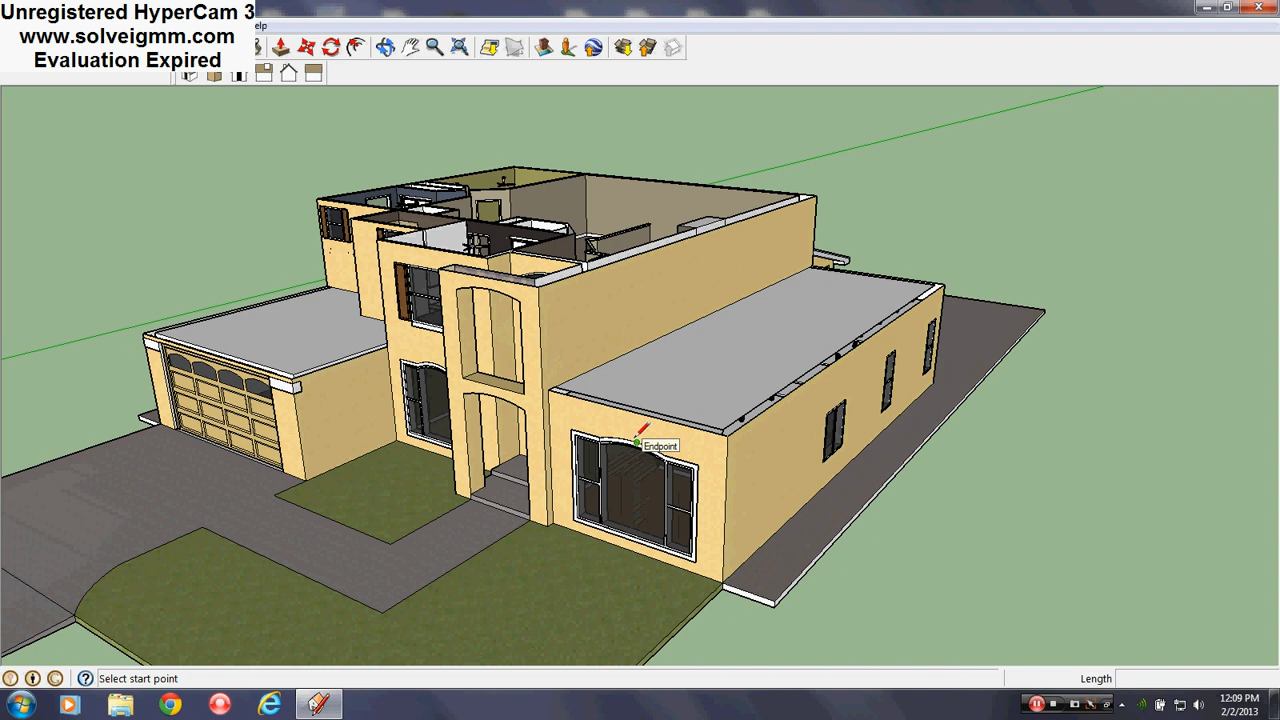 Unregistered HyperCam 3
www.solveigmm.com
Evaluation Expired
elp
Endpoint
Select start point
Length
12:09 PM
2/2/2013